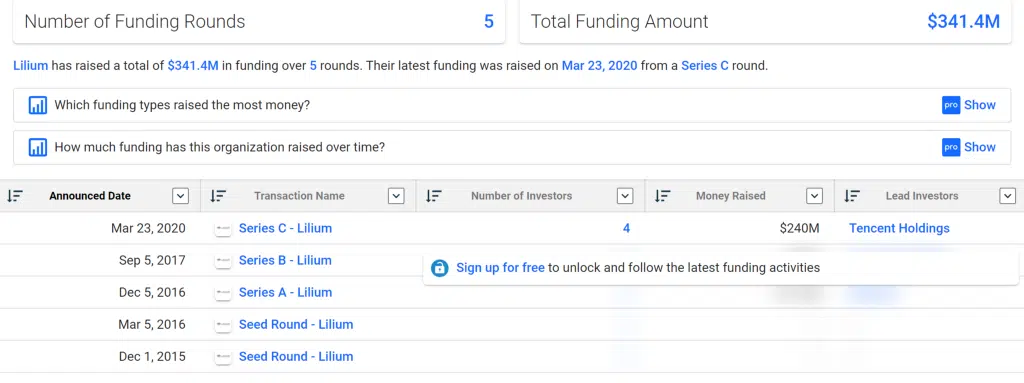 Number of Funding Rounds 5 Total Funding Amount $341.4M
Lilium has raised a total of $341.4M in funding over 5 rounds. Their latest funding was raised on Mar 23, 2020 from a Series C round.
Which funding types raised the most money? pro Show
How much funding has this organization raised over time? pro Show
Announced Date Transaction Name Number of Investors Money Raised Lead Investors
Mar 23, 2020 Series C - Lilium 4 $240M Tencent Holdings
Sep 5, 2017 Series B - Lilium
Sign up for free to unlock and follow the latest funding activities
Dec 5, 2016 Series A - Lilium
Mar 5, 2016 Seed Round - Lilium
Dec 1, 2015 Seed Round - Lilium